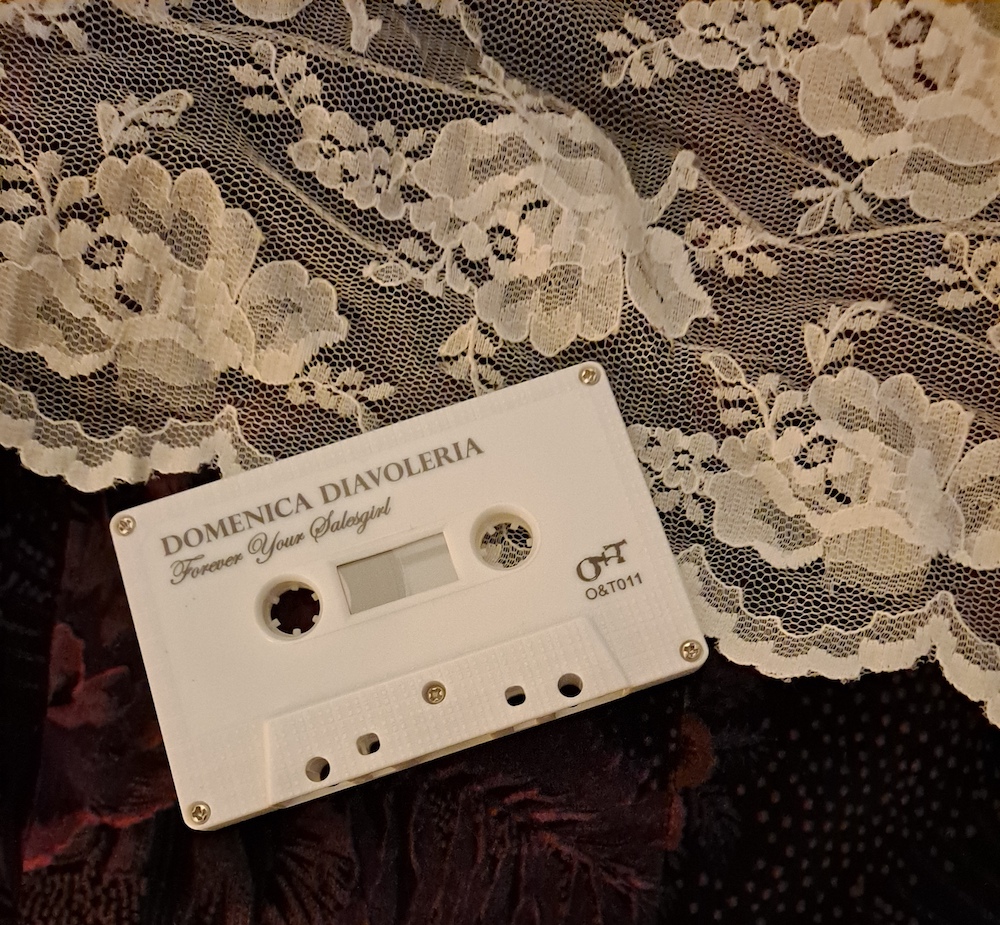 DOMENICA DIAVOLERIA
Forever Your Salesgirl
O+T
O&T011